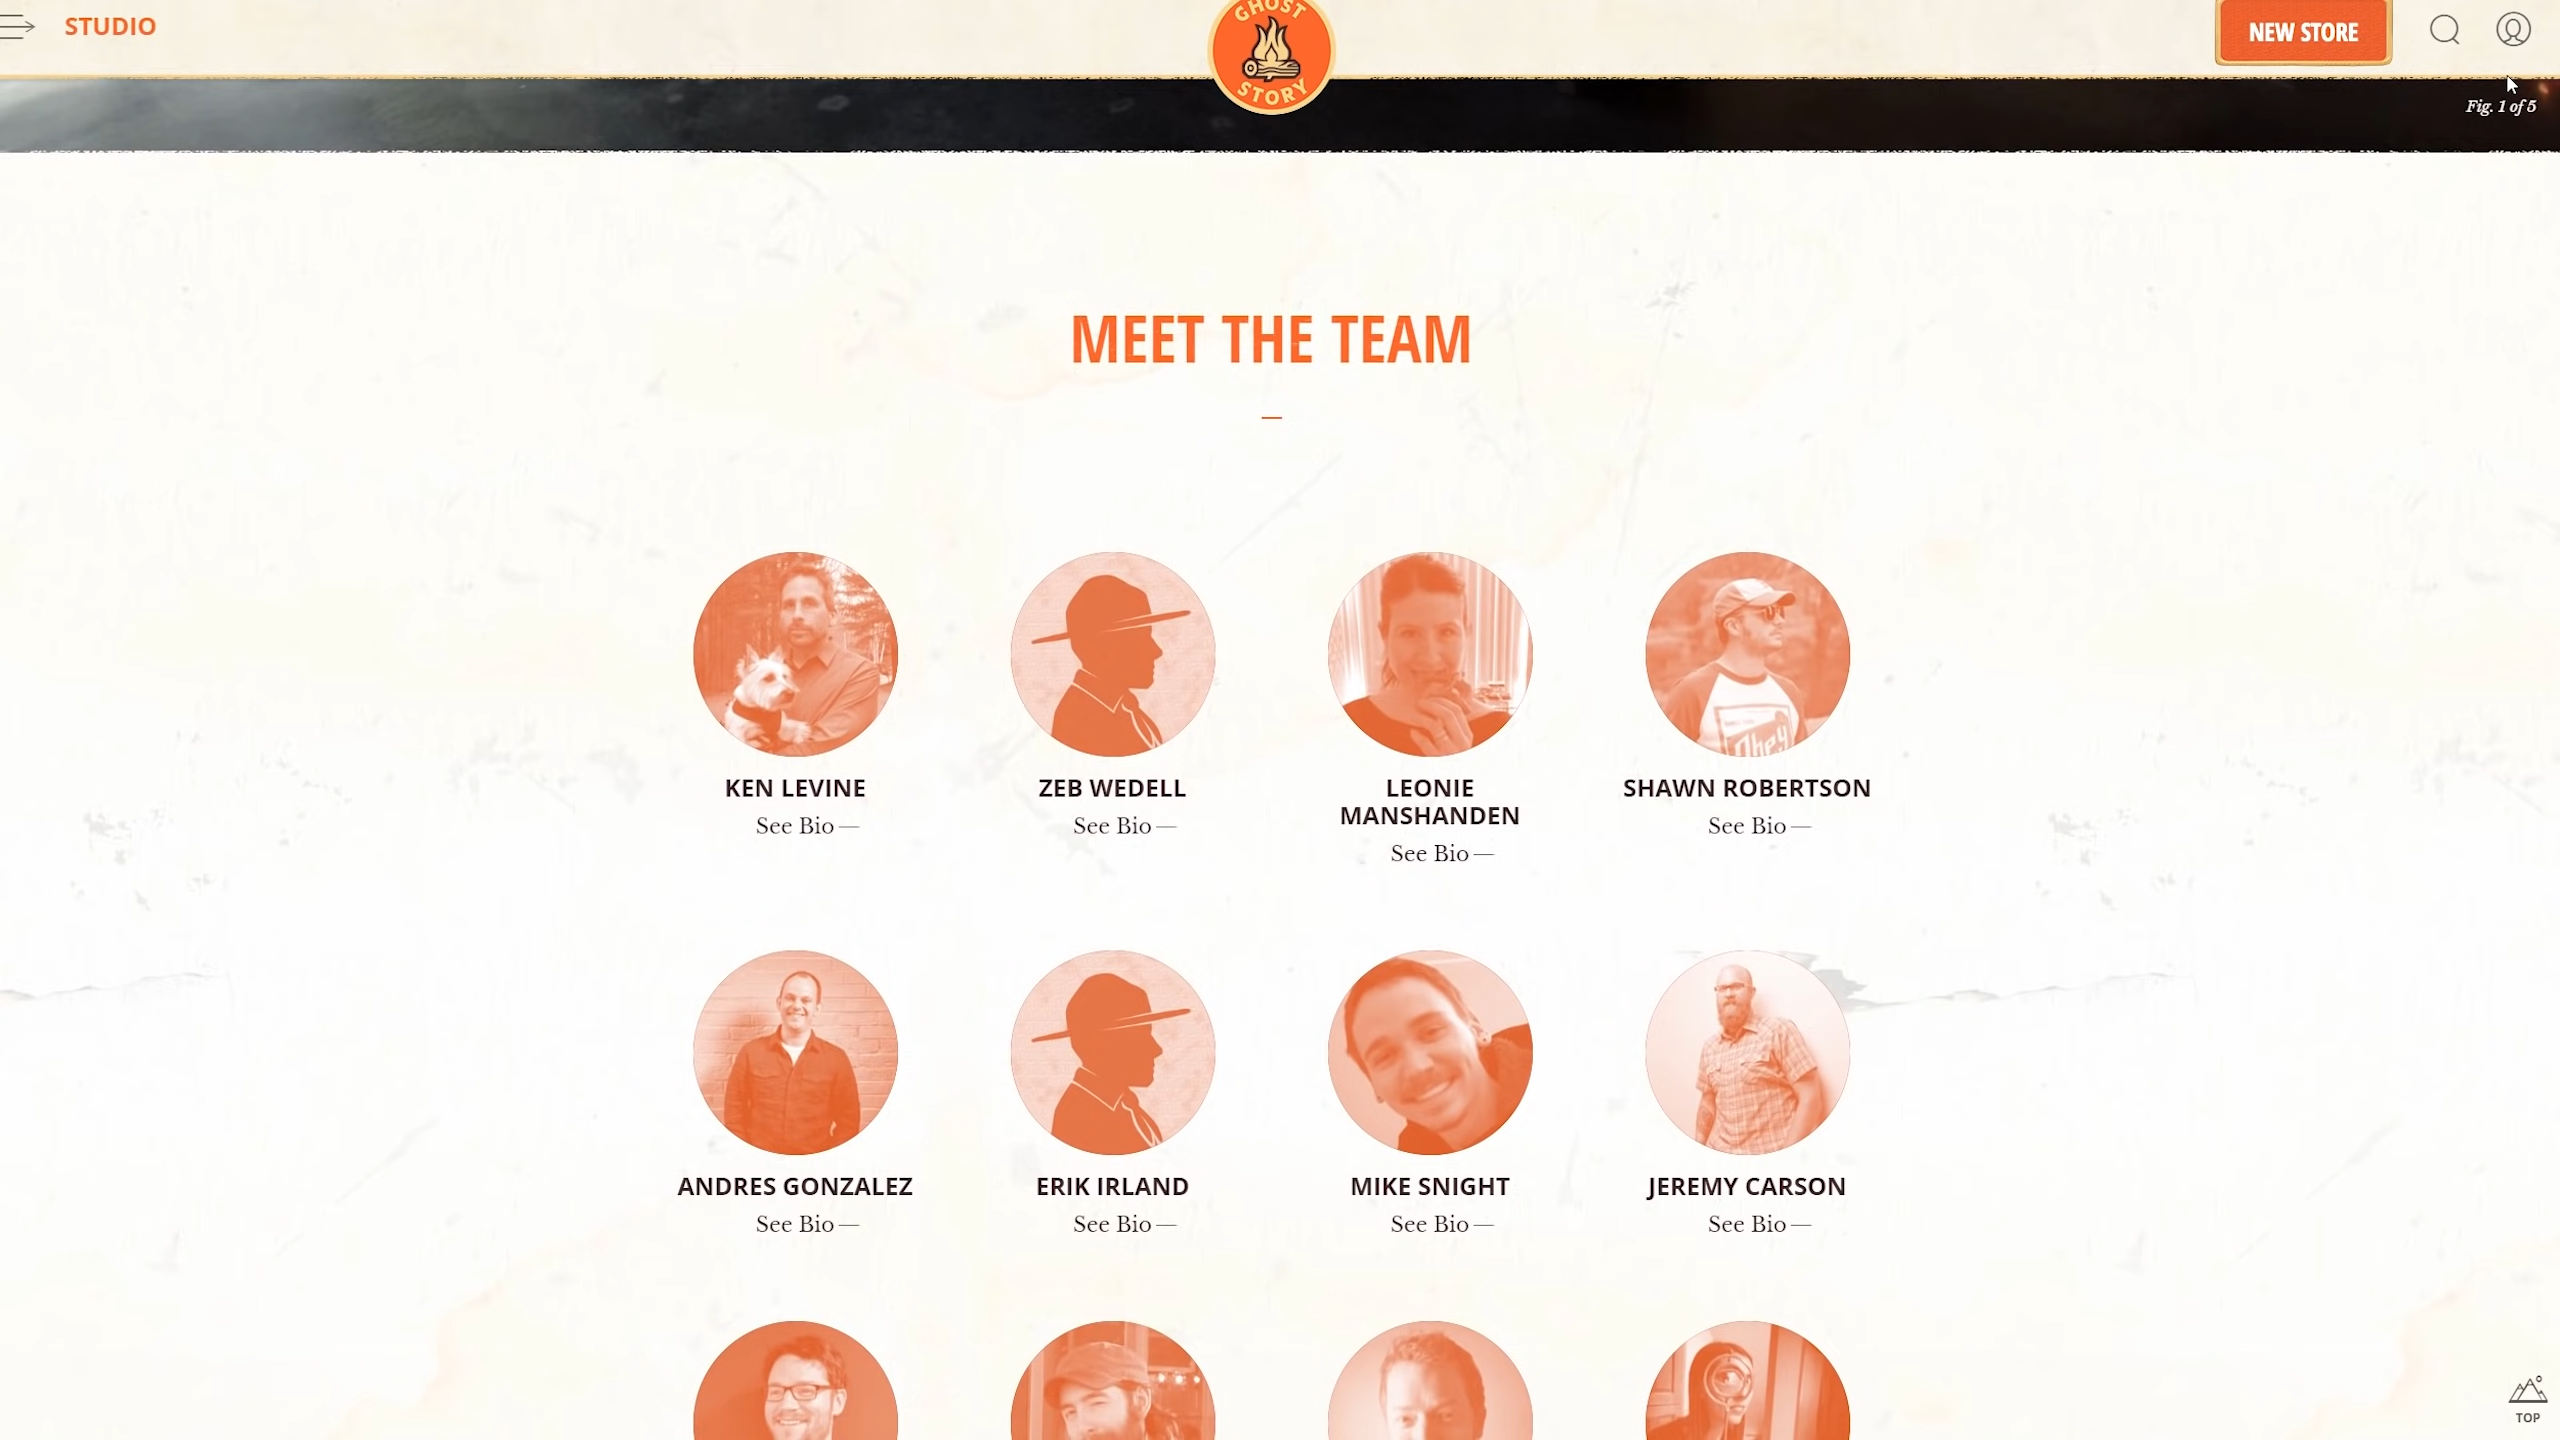 STUDIO
GHOST
STORY
NEW STORE
Fig. 1 of 5
MEET THE TEAM
KEN LEVINE
See Bio —
ZEB WEDELL
See Bio —
LEONIE
MANSHANDEN
See Bio —
SHAWN ROBERTSON
See Bio —
Obey
ANDRES GONZALEZ
See Bio —
ERIK IRLAND
See Bio —
MIKE SNIGHT
See Bio —
JEREMY CARSON
See Bio —
TOP